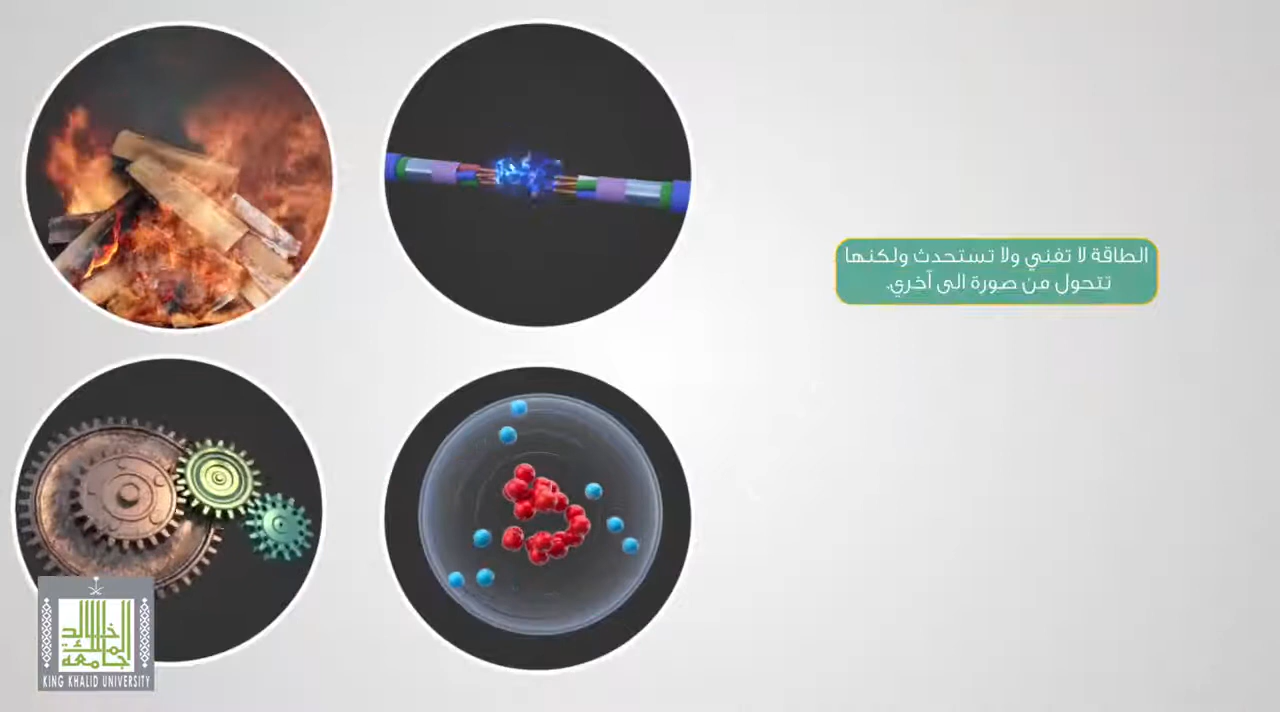 الطاقة لا تفني ولا تستحدث ولكنها
تتحول من صورة الى آخري.
جامعة
الملك
خالد
KING KHALID UNIVERSITY